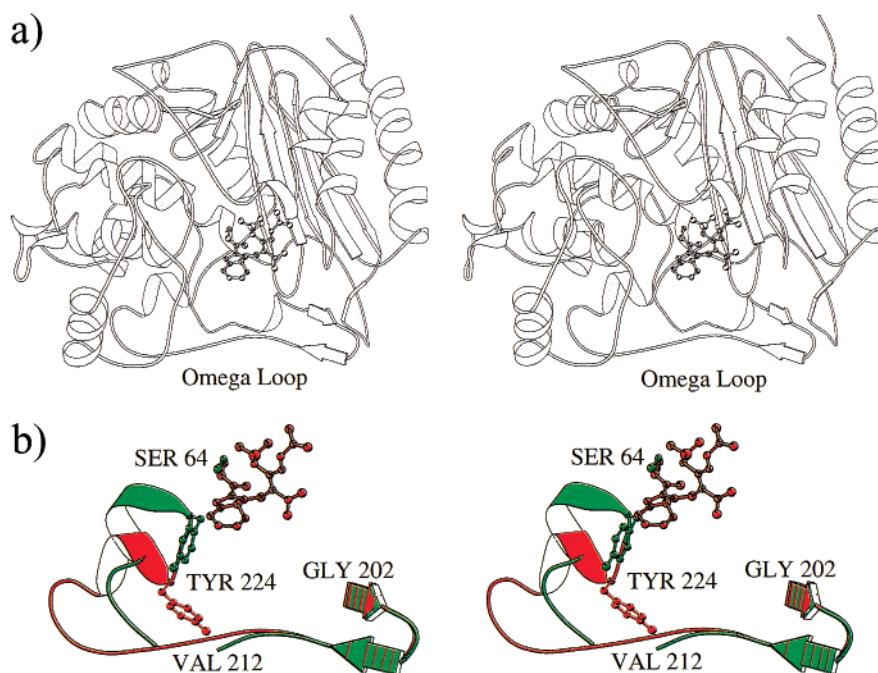 a)
Omega Loop
Omega Loop
b)
SER 64
SER 64
TYR 224
GLY 202
TYR 224
GLY 202
VAL 212
VAL 212